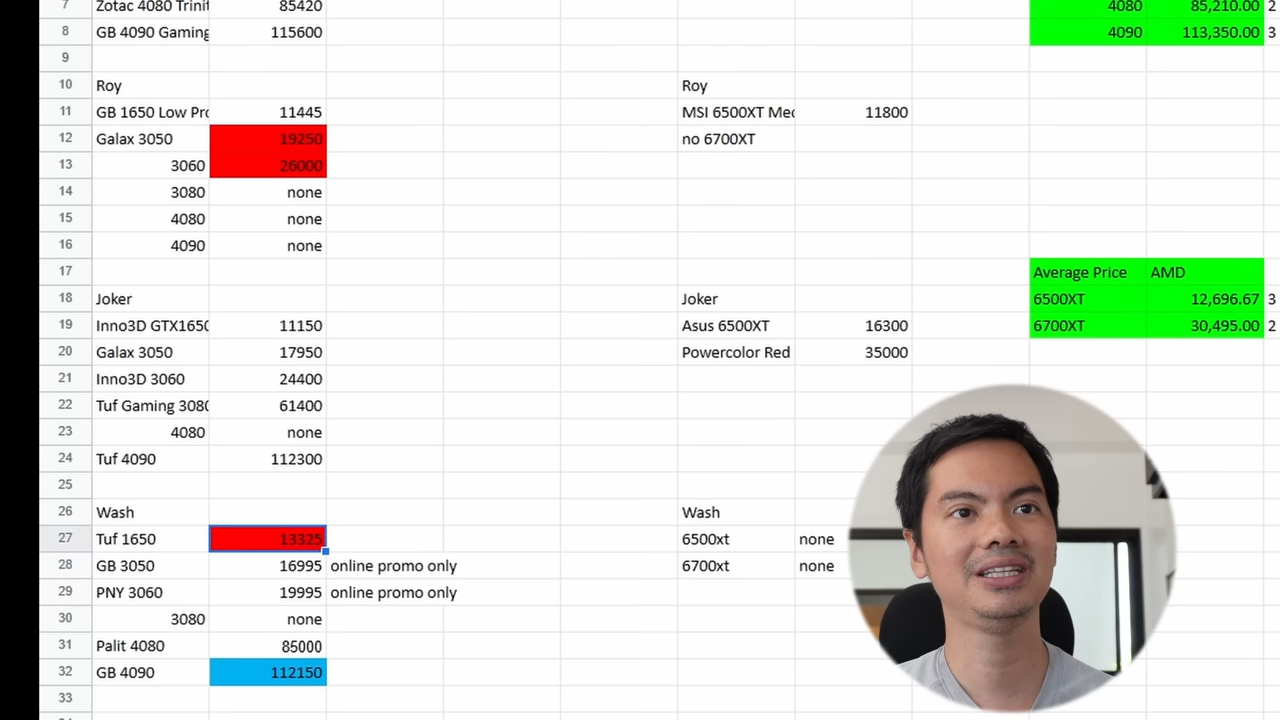 7 Zotac 4080 Trinit 85420 4080 85,210.00 2
8 GB 4090 Gaming 115600 4090 113,350.00 3
9
10 Roy Roy
11 GB 1650 Low Pro 11445 MSI 6500XT Mec 11800
12 Galax 3050 19250 no 6700XT
13 3060 26000
14 3080 none
15 4080 none
16 4090 none
17 Average Price AMD
18 Joker Joker 6500XT 12,696.67 3
19 Inno3D GTX1650 11150 Asus 6500XT 16300 6700XT 30,495.00 2
20 Galax 3050 17950 Powercolor Red 35000
21 Inno3D 3060 24400
22 Tuf Gaming 3080 61400
23 4080 none
24 Tuf 4090 112300
25
26 Wash Wash
27 Tuf 1650 13325 6500xt none
28 GB 3050 16995 online promo only 6700xt none
29 PNY 3060 19995 online promo only
30 3080 none
31 Palit 4080 85000
32 GB 4090 112150
33